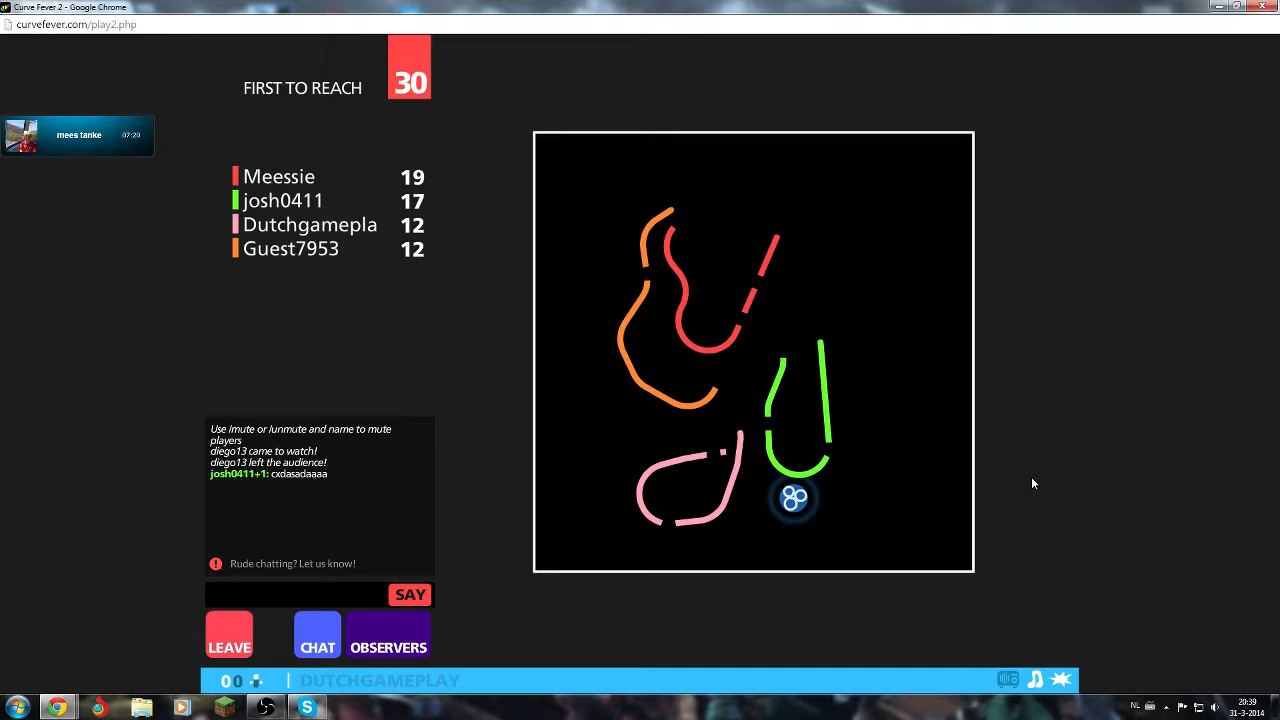 Curve Fever 2 - Google Chrome
curvefever.com/play2.php
FIRST TO REACH 30
mees tanke 07:20
Meessie 19
josh0411 17
Dutchgamepla 12
Guest7953 12
Use /mute or /unmute and name to mute
players
diego13 came to watch!
diego13 left the audience!
josh0411+1: cxdasadaaaa
Rude chatting? Let us know!
SAY
LEAVE CHAT OBSERVERS
00 DUTCHGAMEPLAY
NL 20:39
31-3-2014